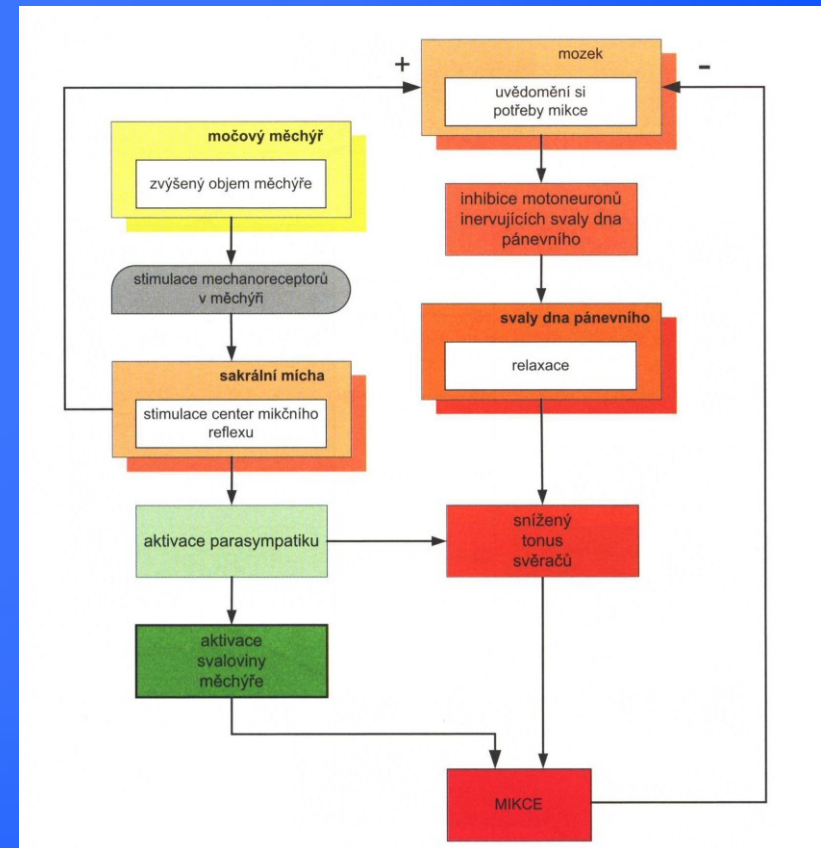 mozek
+
-
uvědomění si
potřeby mikce
močový měchýř
zvýšený objem měchýře
inhibice motoneuronů
inervujících svaly dna
pánevního
stimulace mechanoreceptorů
v měchýři
svaly dna pánevního
relaxace
sakrální mícha
stimulace center mikčního
reflexu
aktivace parasympatiku
snížený
tonus
svěračů
aktivace
svaloviny
měchýře
MIKCE